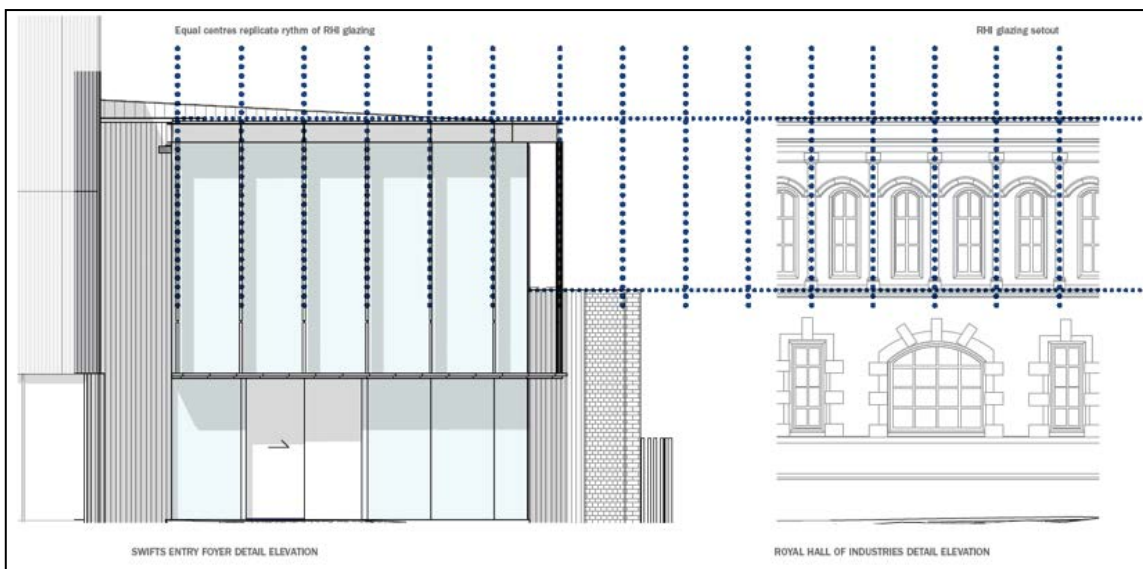 Equal centres replicate rythm of RHI glazing
RHI glazing setout
SWIFTS ENTRY FOYER DETAIL ELEVATION
ROYAL HALL OF INDUSTRIES DETAIL ELEVATION